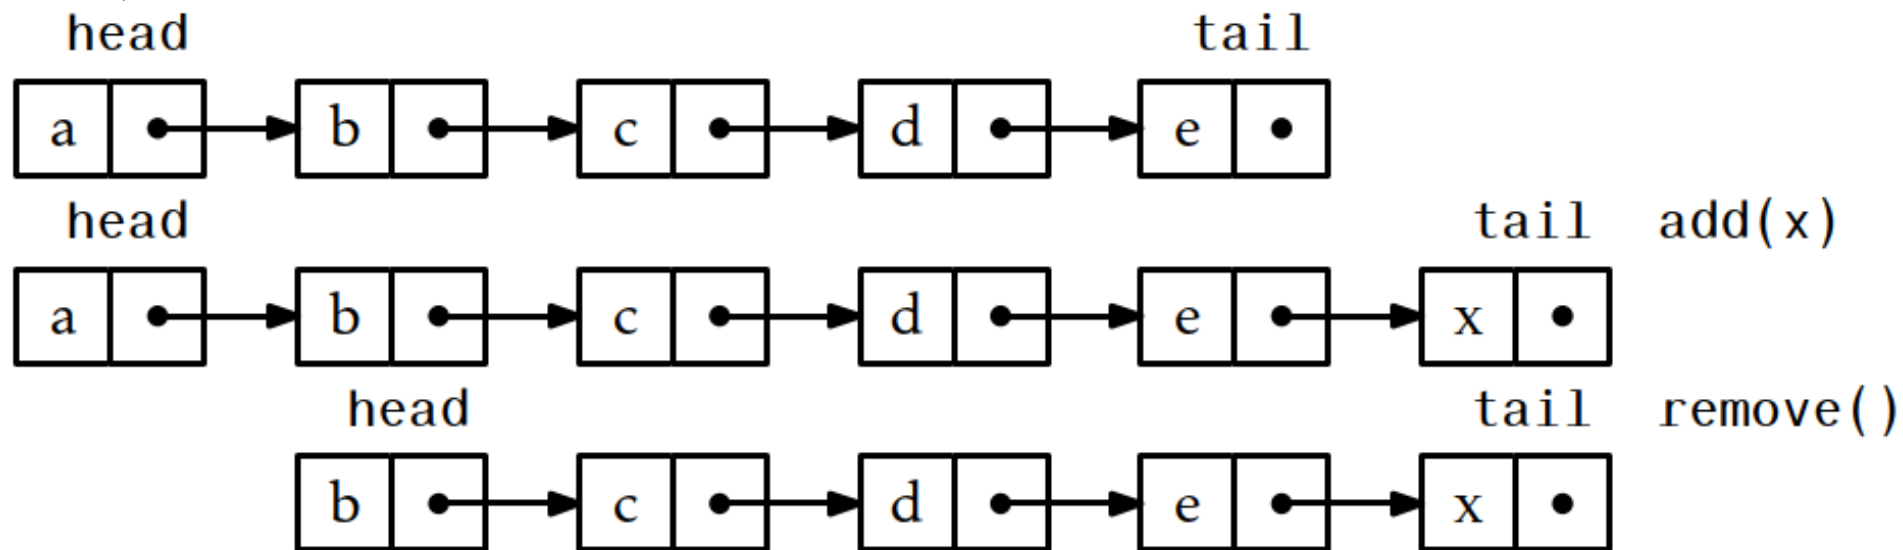 head tail
a b c d e
head tail add(x)
a b c d e x
head tail remove()
b c d e x